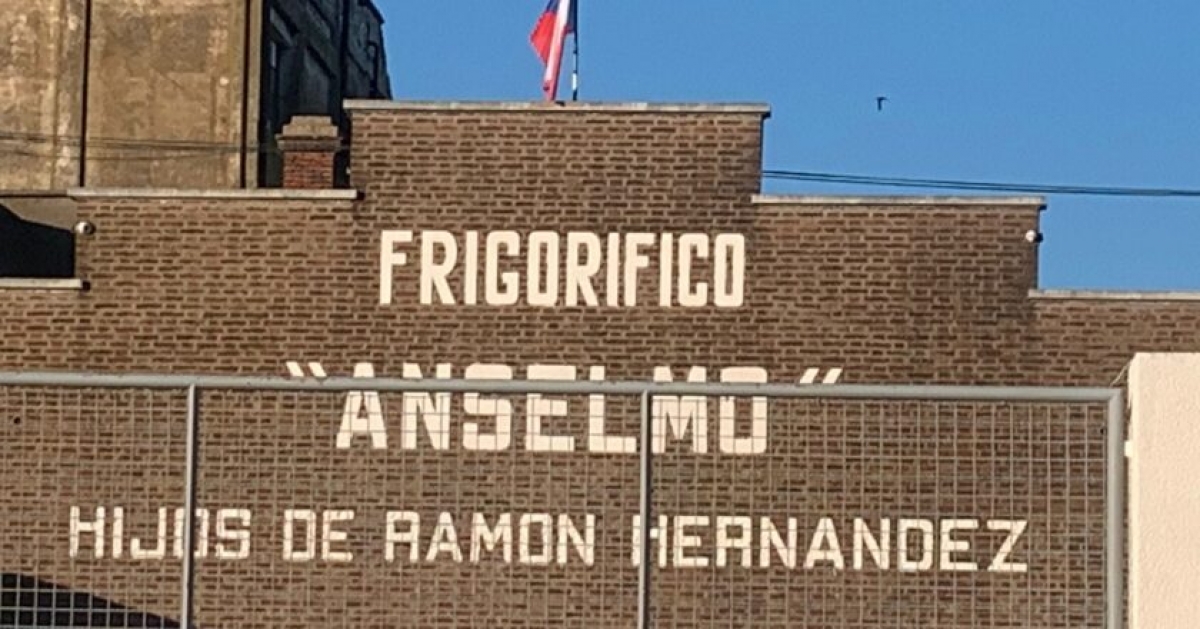 FRIGORIFICO
"ANSELMO"
HIJOS DE RAMON HERNANDEZ